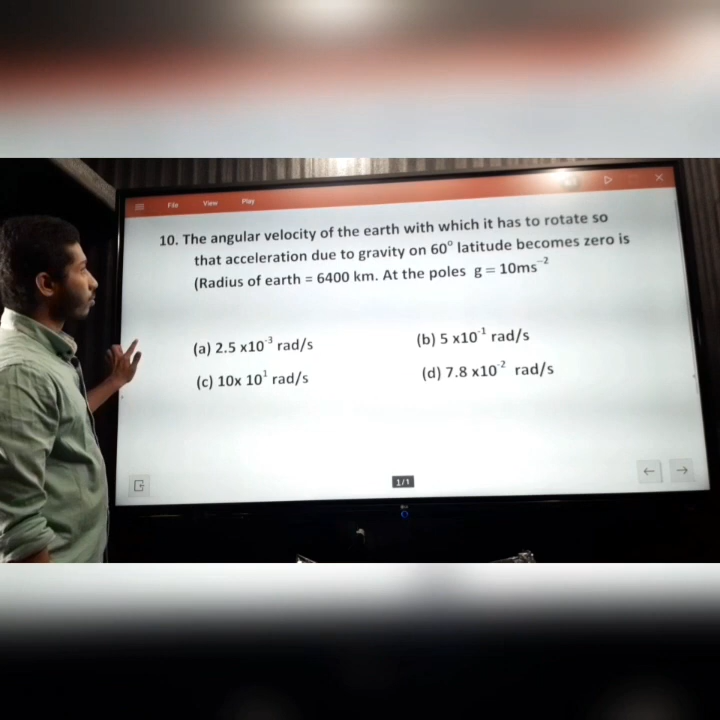 File View Play
10. The angular velocity of the earth with which it has to rotate so
that acceleration due to gravity on 60° latitude becomes zero is
(Radius of earth = 6400 km. At the poles g = 10ms⁻²
(a) 2.5 x10⁻³ rad/s (b) 5 x10⁻¹ rad/s
(c) 10x 10¹ rad/s (d) 7.8 x10⁻² rad/s
1/1